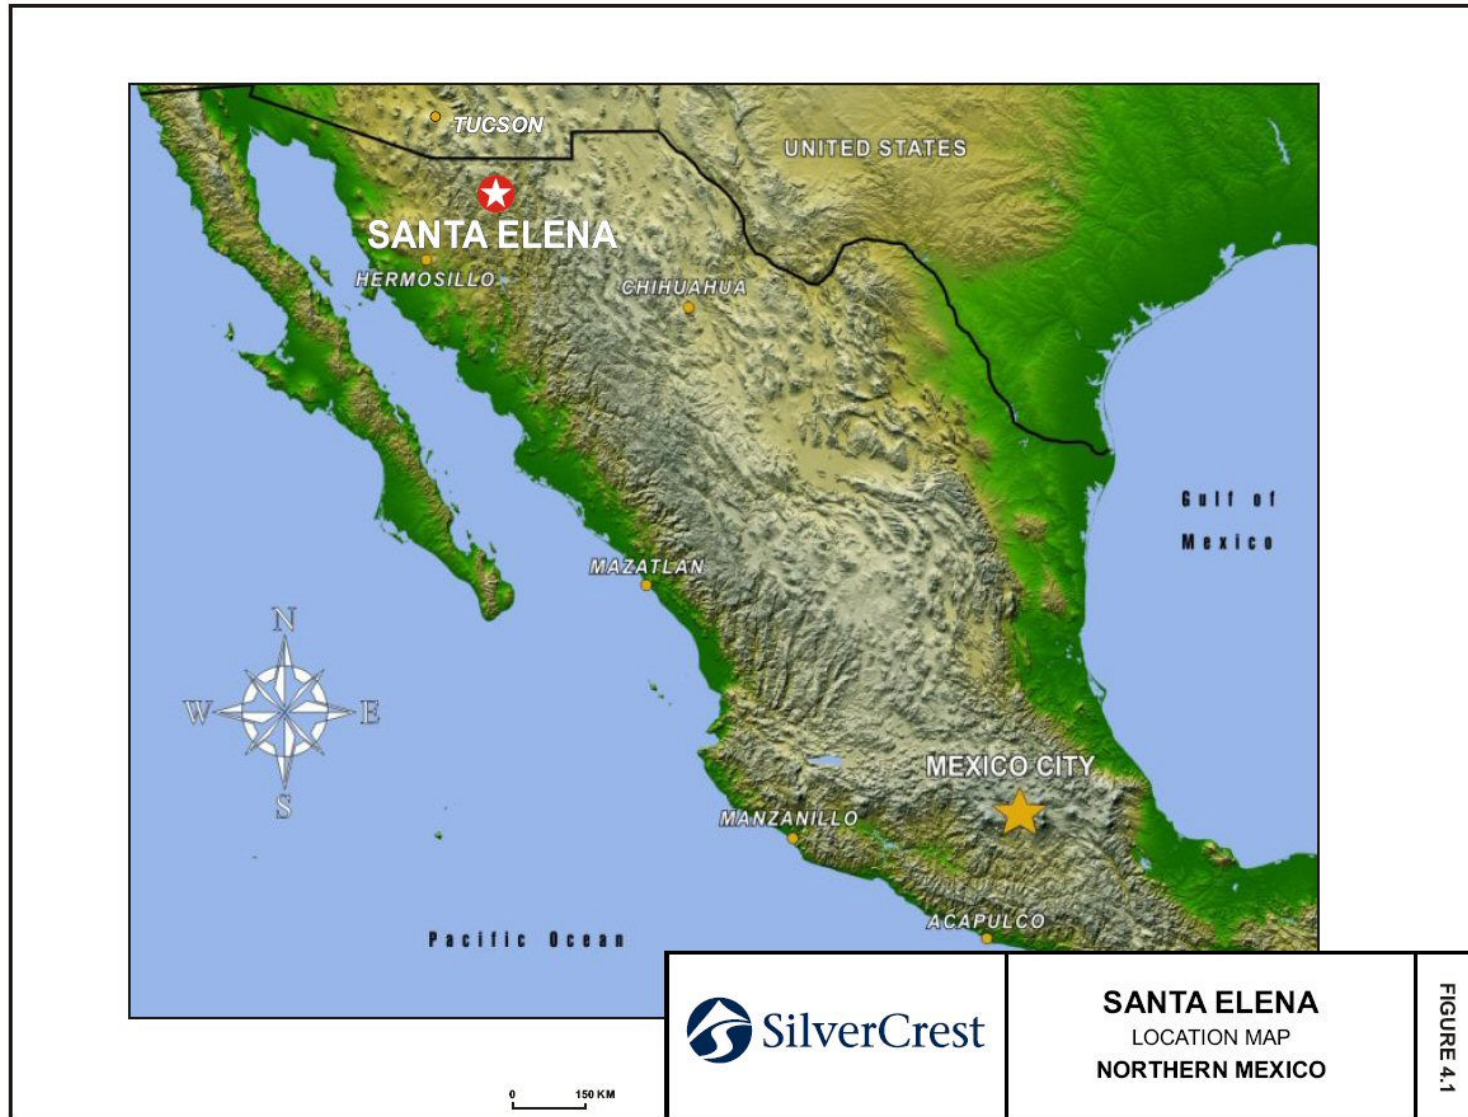 TUCSON
UNITED STATES
SANTA ELENA
HERMOSILLO
CHIHUAHUA
Gulf of
Mexico
MAZATLAN
N
W
E
S
MEXICO CITY
MANZANILLO
ACAPULCO
Pacific Ocean
SilverCrest
SANTA ELENA
LOCATION MAP
NORTHERN MEXICO
FIGURE 4.1
0 150 KM